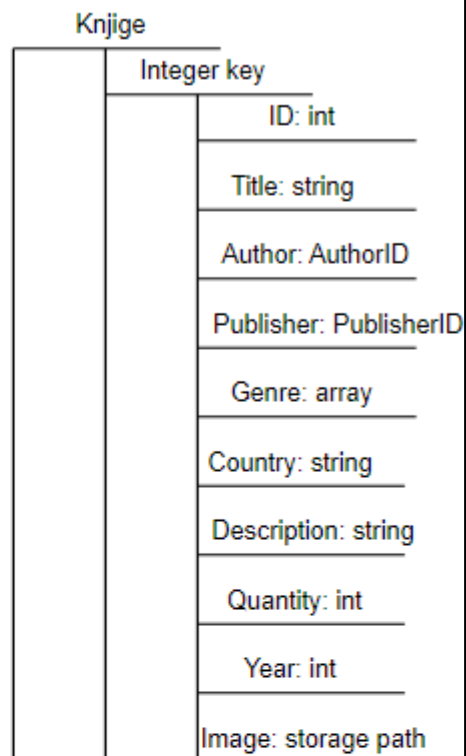 Knjige
Integer key
ID: int
Title: string
Author: AuthorID
Publisher: PublisherID
Genre: array
Country: string
Description: string
Quantity: int
Year: int
Image: storage path